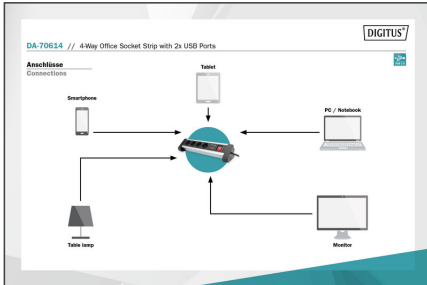 DIGITUS®
DA-70614 // 4-Way Office Socket Strip with 2x USB Ports
Anschlüsse
Connections
Tablet
Smartphone
PC / Notebook
Table lamp
Monitor